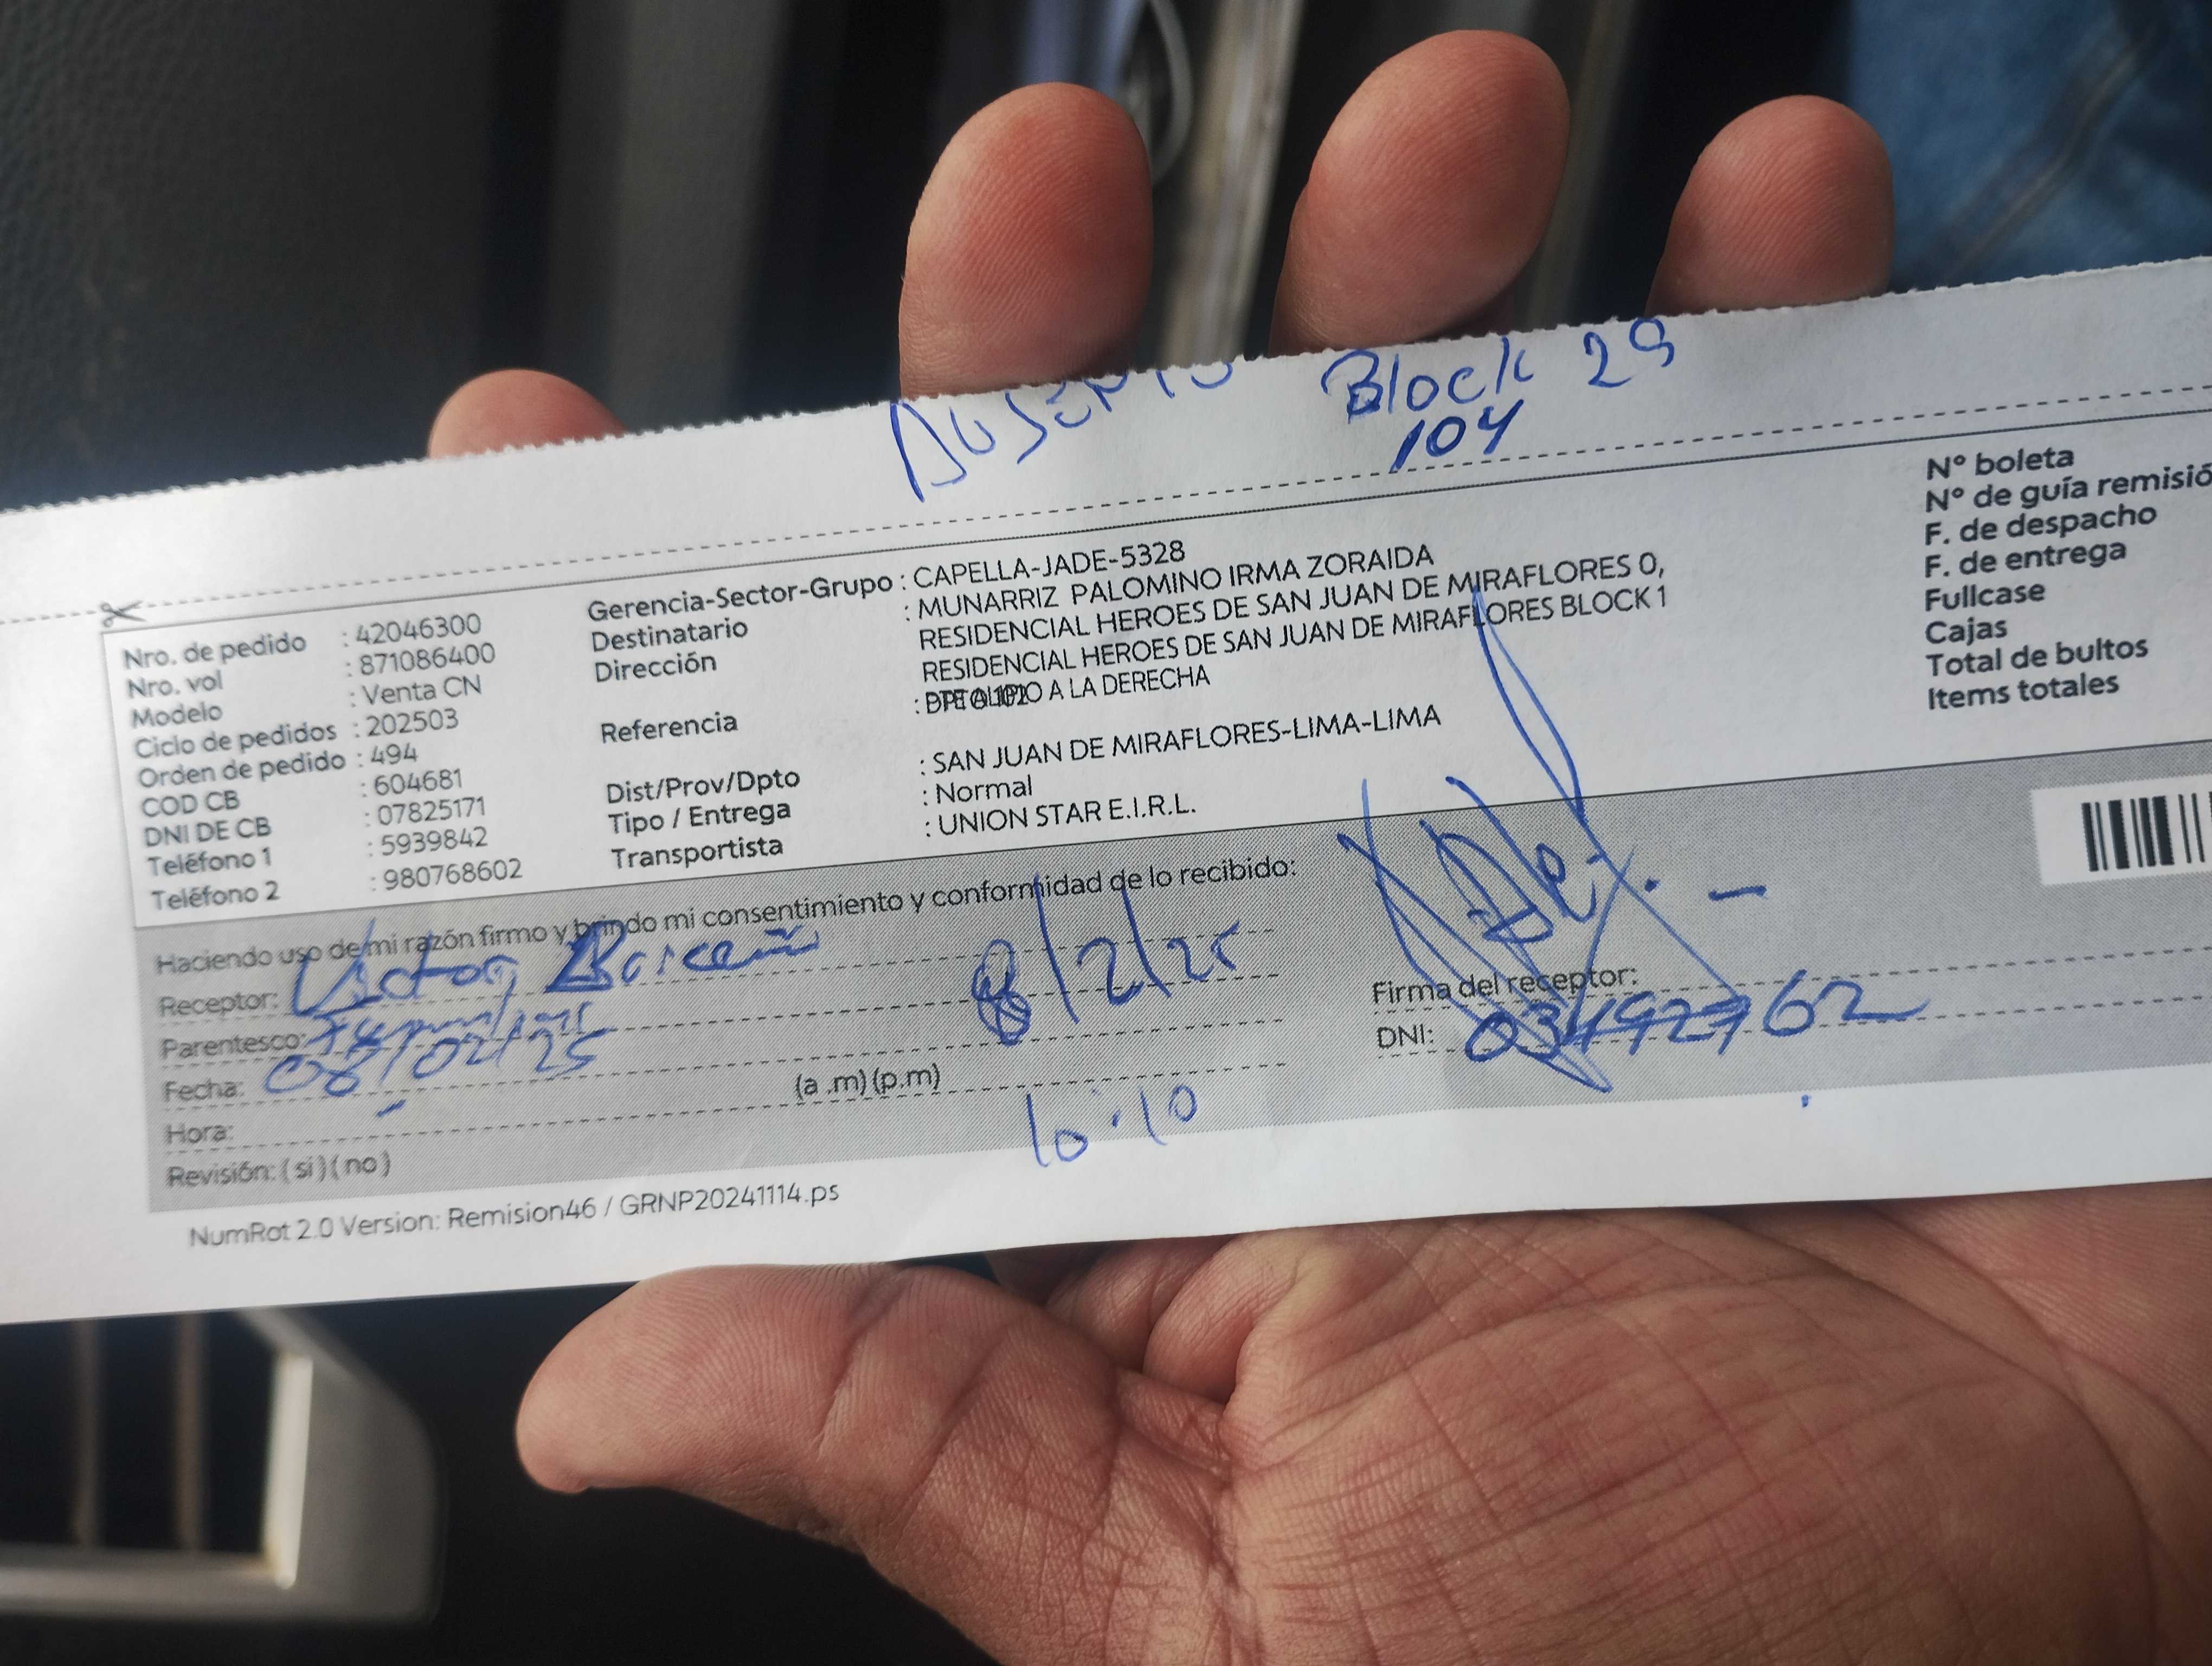 Block 29
104
Nro. de pedido : 42046300
Nro. vol : 871086400
Modelo : Venta CN
Ciclo de pedidos : 202503
Orden de pedido : 494
COD CB : 604681
DNI DE CB : 07825171
Teléfono 1 : 5939842
Teléfono 2 : 980768602
Gerencia-Sector-Grupo : CAPELLA-JADE-5328
Destinatario : MUNARRIZ PALOMINO IRMA ZORAIDA
Dirección RESIDENCIAL HEROES DE SAN JUAN DE MIRAFLORES 0,
RESIDENCIAL HEROES DE SAN JUAN DE MIRAFLORES BLOCK 1
Referencia : A LA DERECHA
Dist/Prov/Dpto : SAN JUAN DE MIRAFLORES-LIMA-LIMA
Tipo / Entrega : Normal
Transportista : UNION STAR E.I.R.L.
Nº boleta
Nº de guía remisió
F. de despacho
F. de entrega
Fullcase
Cajas
Total de bultos
Items totales
Haciendo uso de mi razón firmo y brindo mi consentimiento y conformidad de lo recibido:
Receptor: Victor
Parentesco:
Fecha: 08/02/25
8/2/25
Hora: (a .m) (p.m) 10:10
Revisión: ( si ) ( no )
Firma del receptor:
DNI:
NumRot 2.0 Version: Remision46 / GRNP20241114.ps